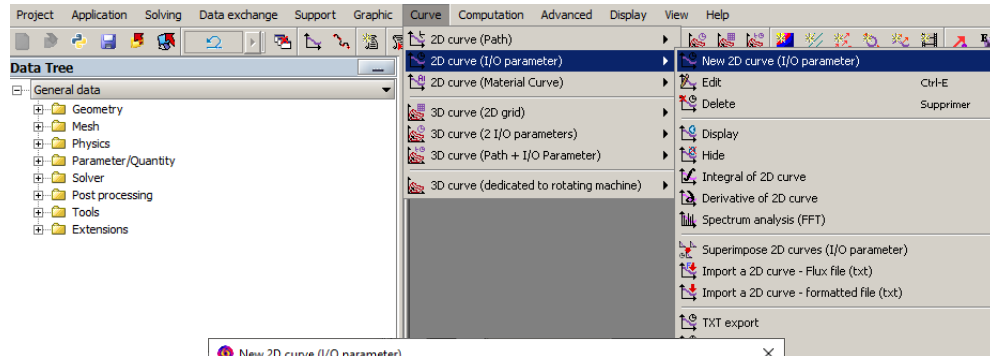 Project Application Solving Data exchange Support Graphic Curve Computation Advanced Display View Help
2D curve (Path)
Data Tree
2D curve (I/O parameter)
New 2D curve (I/O parameter)
General data
2D curve (Material Curve)
Edit Ctrl-E
Geometry
Delete Supprimer
3D curve (2D grid)
Mesh
3D curve (2 I/O parameters)
Display
Physics
3D curve (Path + I/O Parameter)
Hide
Parameter/Quantity
Integral of 2D curve
Solver
3D curve (dedicated to rotating machine)
Derivative of 2D curve
Post processing
Tools
Spectrum analysis (FFT)
Extensions
Superimpose 2D curves (I/O parameter)
Import a 2D curve - Flux file (txt)
Import a 2D curve - formatted file (txt)
TXT export
New 2D curve (I/O parameter)